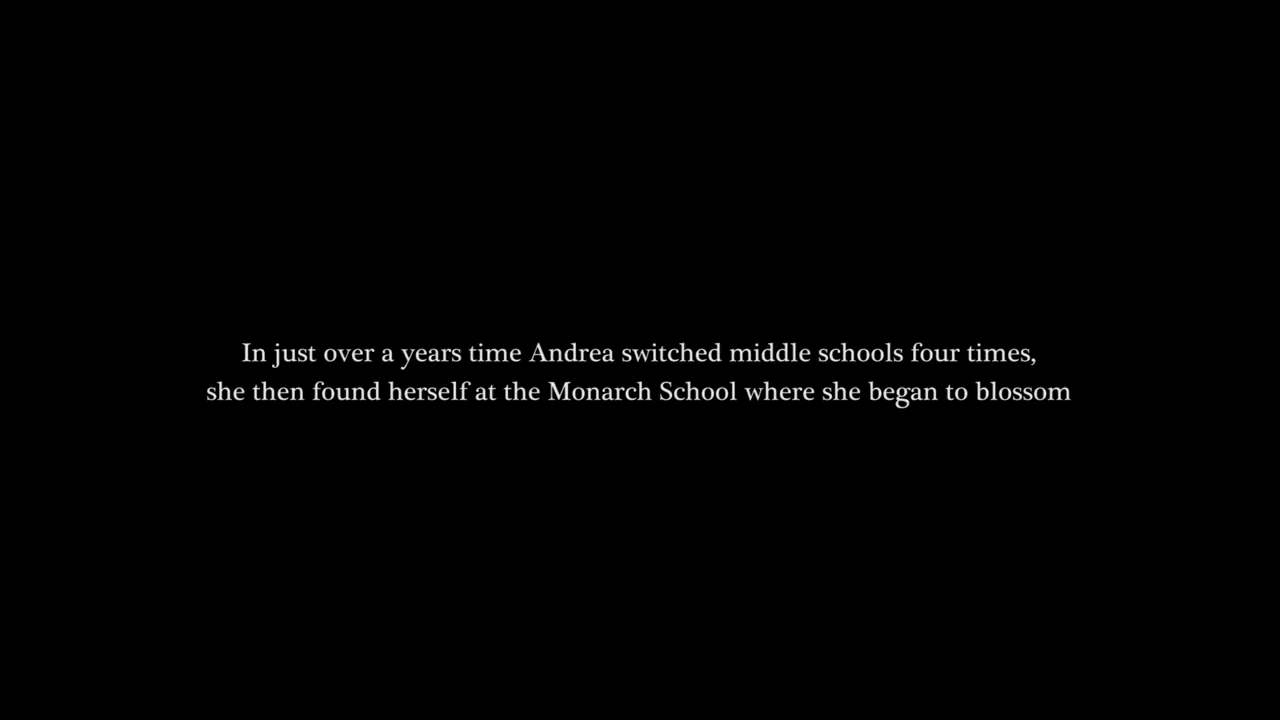 In just over a years time Andrea switched middle schools four times,
she then found herself at the Monarch School where she began to blossom